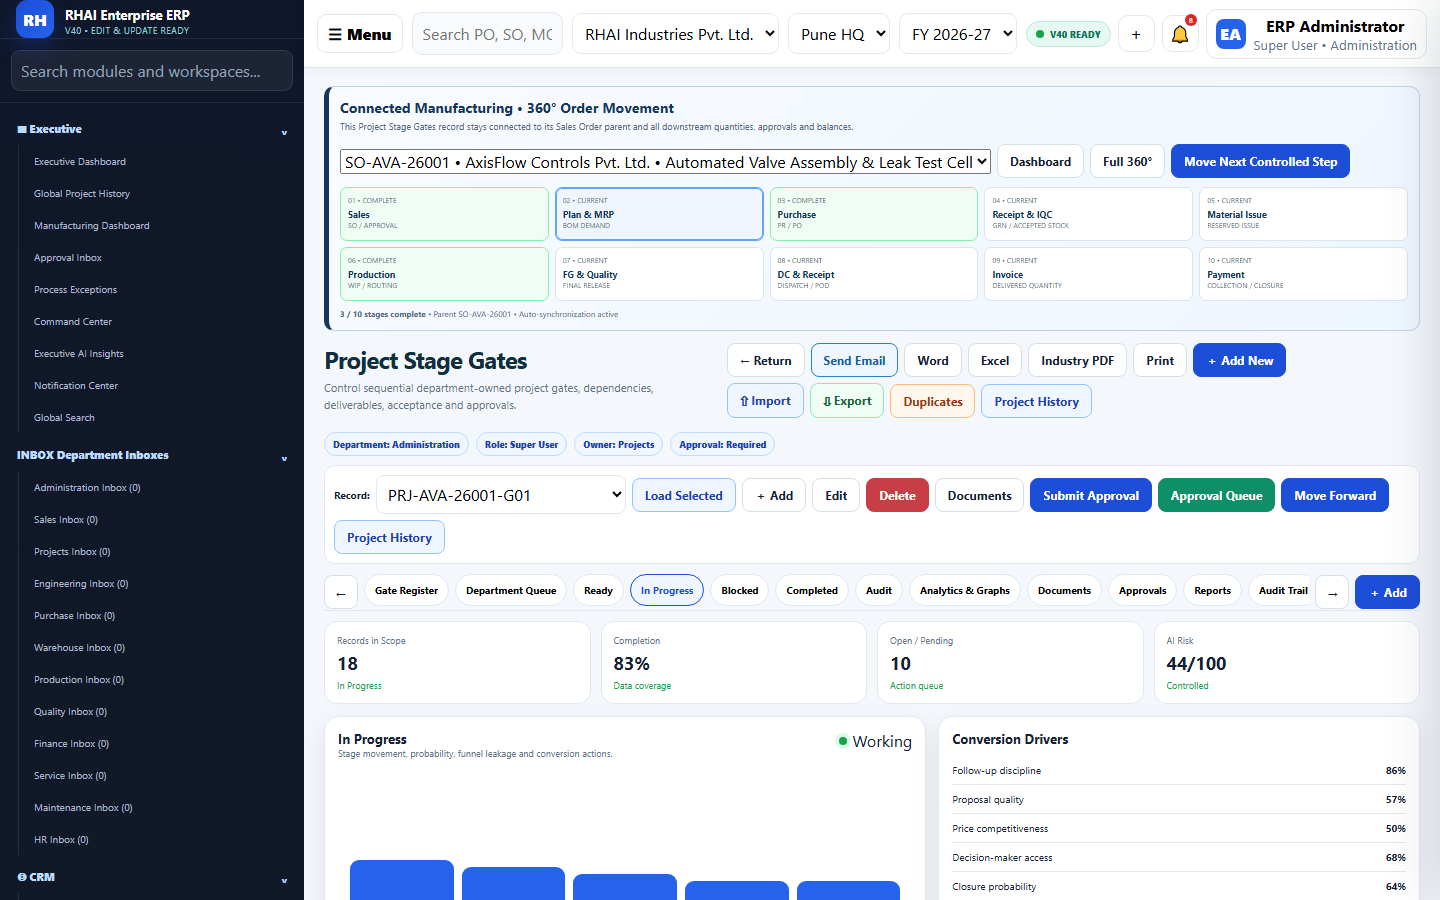 RH
RHAI Enterprise ERP
V40 • EDIT & UPDATE READY
Search modules and workspaces...
Executive
Executive Dashboard
Global Project History
Manufacturing Dashboard
Approval Inbox
Process Exceptions
Command Center
Executive AI Insights
Notification Center
Global Search
INBOX Department Inboxes
Administration Inbox (0)
Sales Inbox (0)
Projects Inbox (0)
Engineering Inbox (0)
Purchase Inbox (0)
Warehouse Inbox (0)
Production Inbox (0)
Quality Inbox (0)
Finance Inbox (0)
Service Inbox (0)
Maintenance Inbox (0)
HR Inbox (0)
CRM
☰ Menu
Search PO, SO, MC
RHAI Industries Pvt. Ltd.
Pune HQ
FY 2026-27
V40 READY
+
8
EA
ERP Administrator
Super User • Administration
Connected Manufacturing • 360° Order Movement
This Project Stage Gates record stays connected to its Sales Order parent and all downstream quantities, approvals and balances.
SO-AVA-26001 • AxisFlow Controls Pvt. Ltd. • Automated Valve Assembly & Leak Test Cell
Dashboard
Full 360°
Move Next Controlled Step
01 • COMPLETE
Sales
SO / APPROVAL
02 • CURRENT
Plan & MRP
BOM DEMAND
03 • COMPLETE
Purchase
PR / PO
04 • CURRENT
Receipt & IQC
GRN / ACCEPTED STOCK
05 • CURRENT
Material Issue
RESERVED ISSUE
06 • COMPLETE
Production
WIP / ROUTING
07 • CURRENT
FG & Quality
FINAL RELEASE
08 • CURRENT
DC & Receipt
DISPATCH / POD
09 • CURRENT
Invoice
DELIVERED QUANTITY
10 • CURRENT
Payment
COLLECTION / CLOSURE
3 / 10 stages complete • Parent SO-AVA-26001 • Auto-synchronization active
Project Stage Gates
Control sequential department-owned project gates, dependencies,
deliverables, acceptance and approvals.
← Return
Send Email
Word
Excel
Industry PDF
Print
+ Add New
⇧ Import
⇩ Export
Duplicates
Project History
Department: Administration
Role: Super User
Owner: Projects
Approval: Required
Record:
PRJ-AVA-26001-G01
Load Selected
+ Add
Edit
Delete
Documents
Submit Approval
Approval Queue
Move Forward
Project History
←
Gate Register
Department Queue
Ready
In Progress
Blocked
Completed
Audit
Analytics & Graphs
Documents
Approvals
Reports
Audit Trail
→
+ Add
Records in Scope
18
In Progress
Completion
83%
Data coverage
Open / Pending
10
Action queue
AI Risk
44/100
Controlled
In Progress
Stage movement, probability, funnel leakage and conversion actions.
Working
Conversion Drivers
Follow-up discipline 86%
Proposal quality 57%
Price competitiveness 50%
Decision-maker access 68%
Closure probability 64%